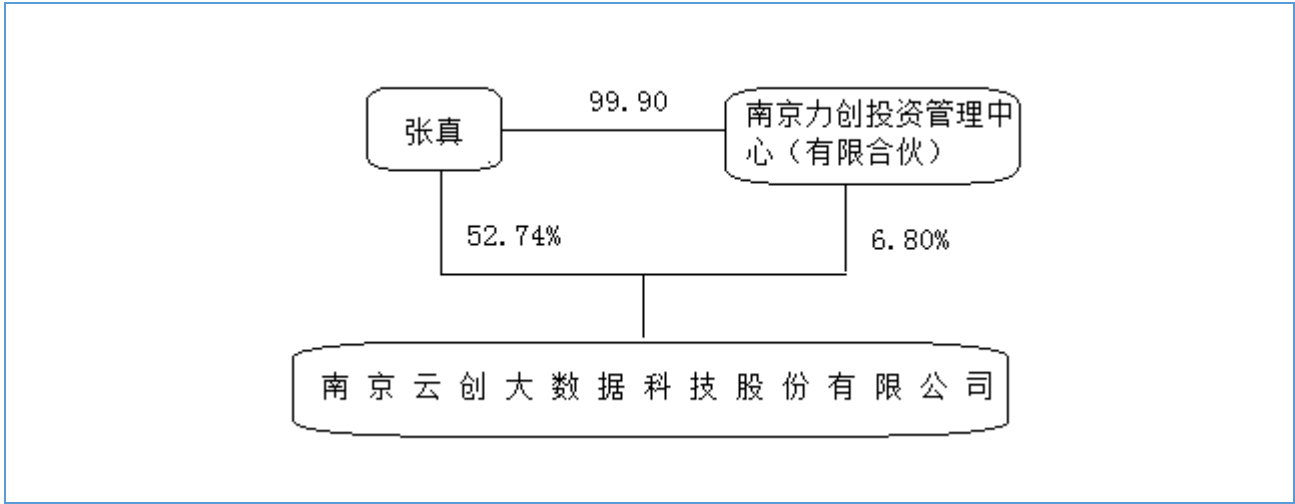 张真
99.90
南京力创投资管理中
心（有限合伙）
52.74%
6.80%
南京云创大数据科技股份有限公司